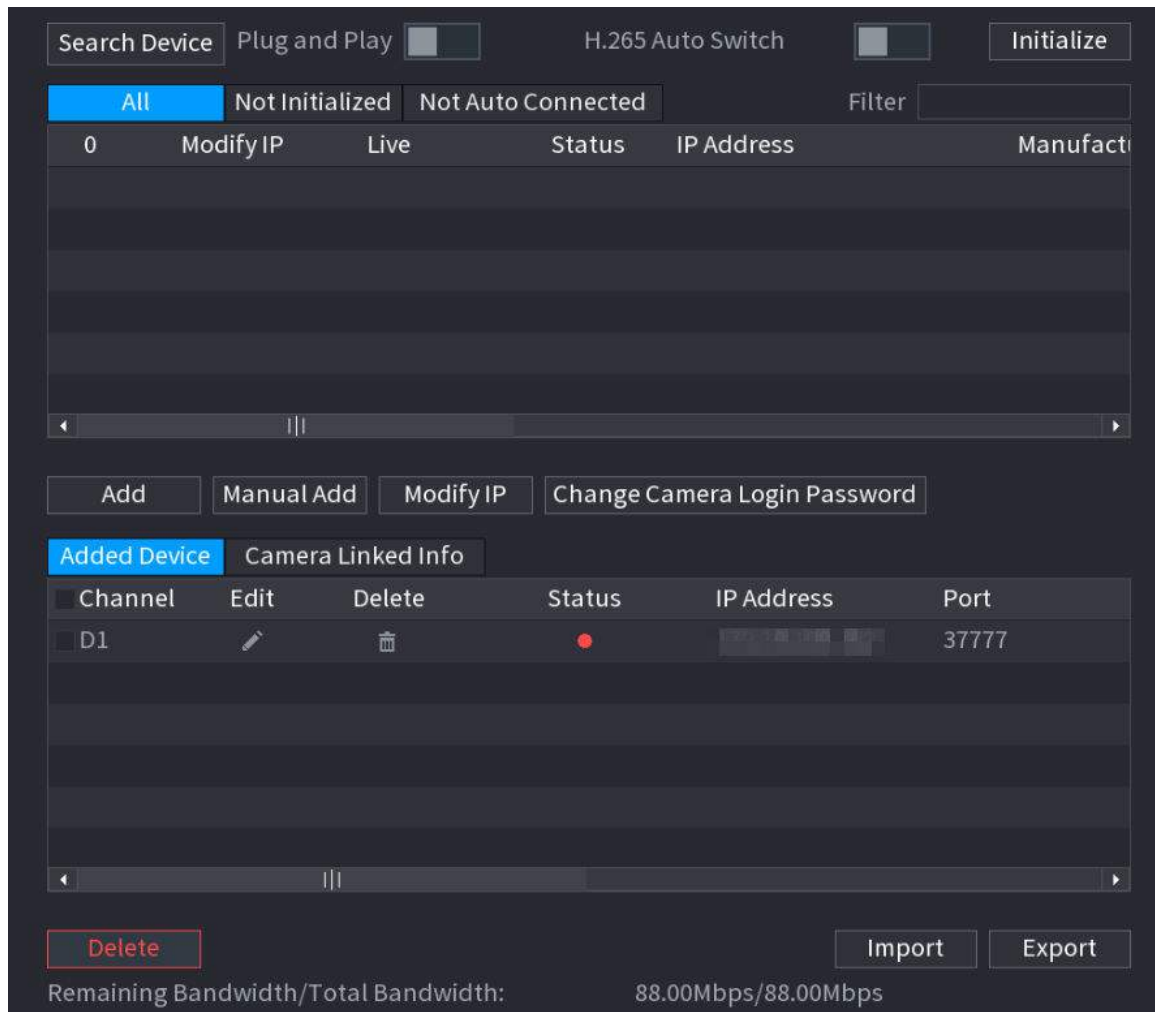 Search Device Plug and Play H.265 Auto Switch Initialize
All Not Initialized Not Auto Connected Filter
0 Modify IP Live Status IP Address
Add Manual Add Modify IP Change Camera Login Password
Added Device Camera Linked Info
Channel Edit Delete Status IP Address Port
D1 37777
Delete Import Export
Remaining Bandwidth/Total Bandwidth: 88.00Mbps/88.00Mbps